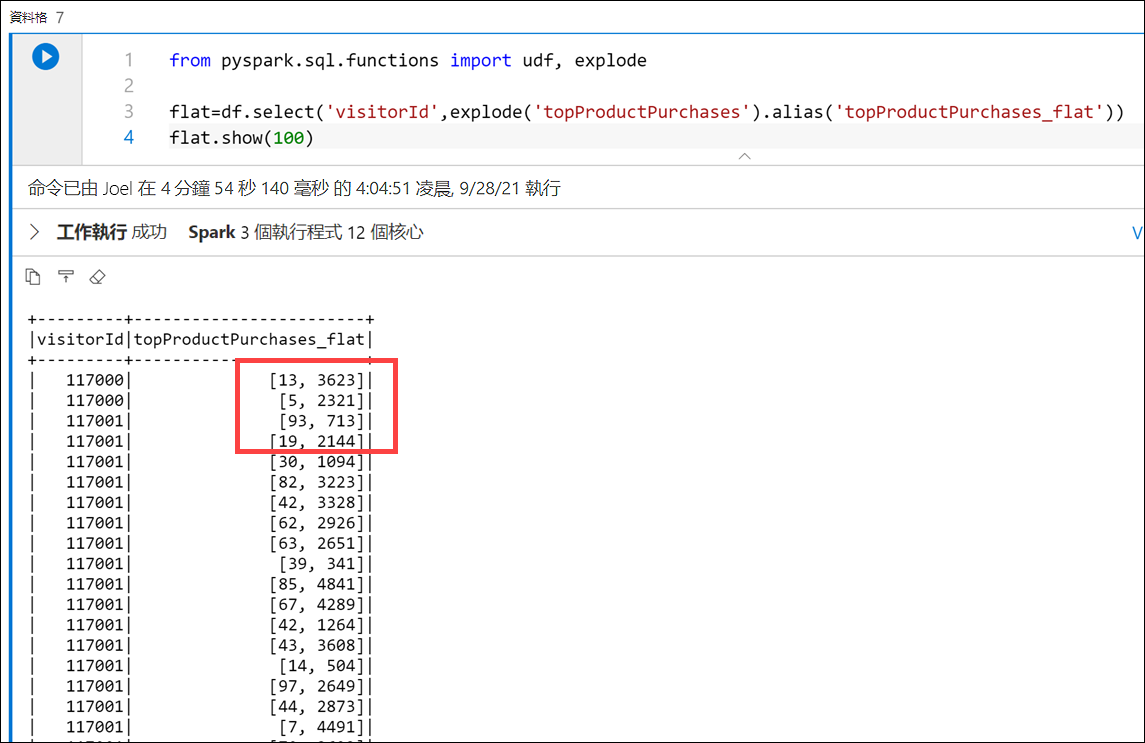 資料格 7
1 from pyspark.sql.functions import udf, explode
2
3 flat=df.select('visitorId',explode('topProductPurchases').alias('topProductPurchases_flat'))
4 flat.show(100)
命令已由 Joel 在 4 分鐘 54 秒 140 毫秒 的 4:04:51 凌晨, 9/28/21 執行
工作執行 成功 Spark 3 個執行程式 12 個核心 V
+---------+------------------------+
|visitorId|topProductPurchases_flat|
+---------+------------------------+
| 117000| [13, 3623]|
| 117000| [5, 2321]|
| 117001| [93, 713]|
| 117001| [19, 2144]|
| 117001| [30, 1094]|
| 117001| [82, 3223]|
| 117001| [42, 3328]|
| 117001| [62, 2926]|
| 117001| [63, 2651]|
| 117001| [39, 341]|
| 117001| [85, 4841]|
| 117001| [67, 4289]|
| 117001| [42, 1264]|
| 117001| [43, 3608]|
| 117001| [14, 504]|
| 117001| [97, 2649]|
| 117001| [44, 2873]|
| 117001| [7, 4491]|